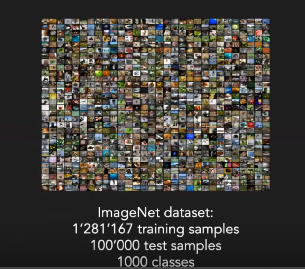 ImageNet dataset:
1'281'167 training samples
100'000 test samples
1000 classes